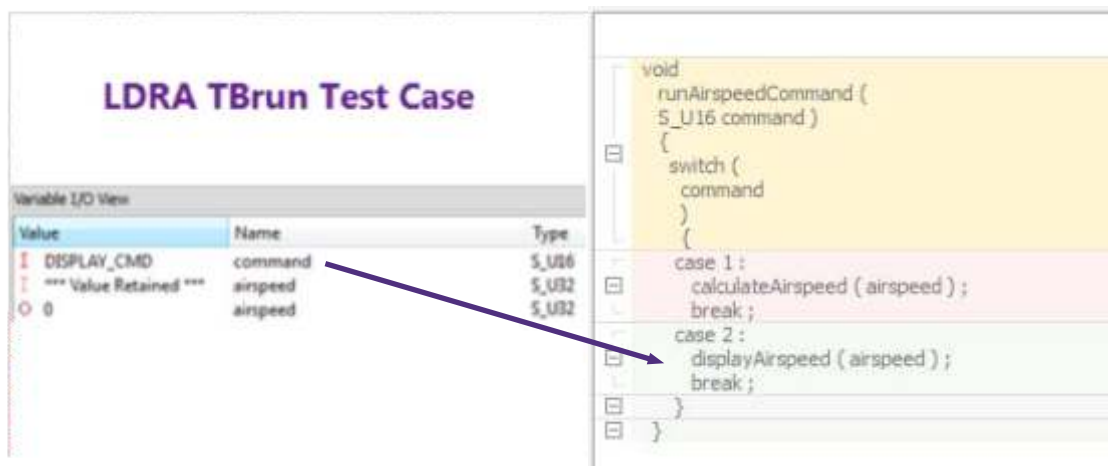 LDRA TBrun Test Case
Variable I/O View
Value Name Type
I DISPLAY_CMD command S_U16
I *** Value Retained *** airspeed S_U32
O 0 airspeed S_U32
void
runAirspeedCommand (
S_U16 command )
{
switch (
command
)
{
case 1 :
calculateAirspeed ( airspeed ) ;
break ;
case 2 :
displayAirspeed ( airspeed ) ;
break ;
}
}